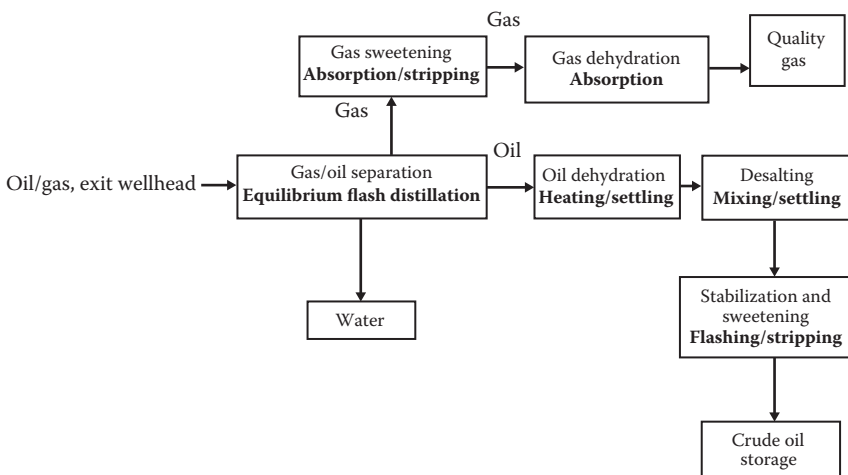 Gas
Gas sweetening
Absorption/stripping
Gas dehydration
Absorption
Quality
gas
Gas
Oil
Oil/gas, exit wellhead
Gas/oil separation
Equilibrium flash distillation
Oil dehydration
Heating/settling
Desalting
Mixing/settling
Water
Stabilization and
sweetening
Flashing/stripping
Crude oil
storage